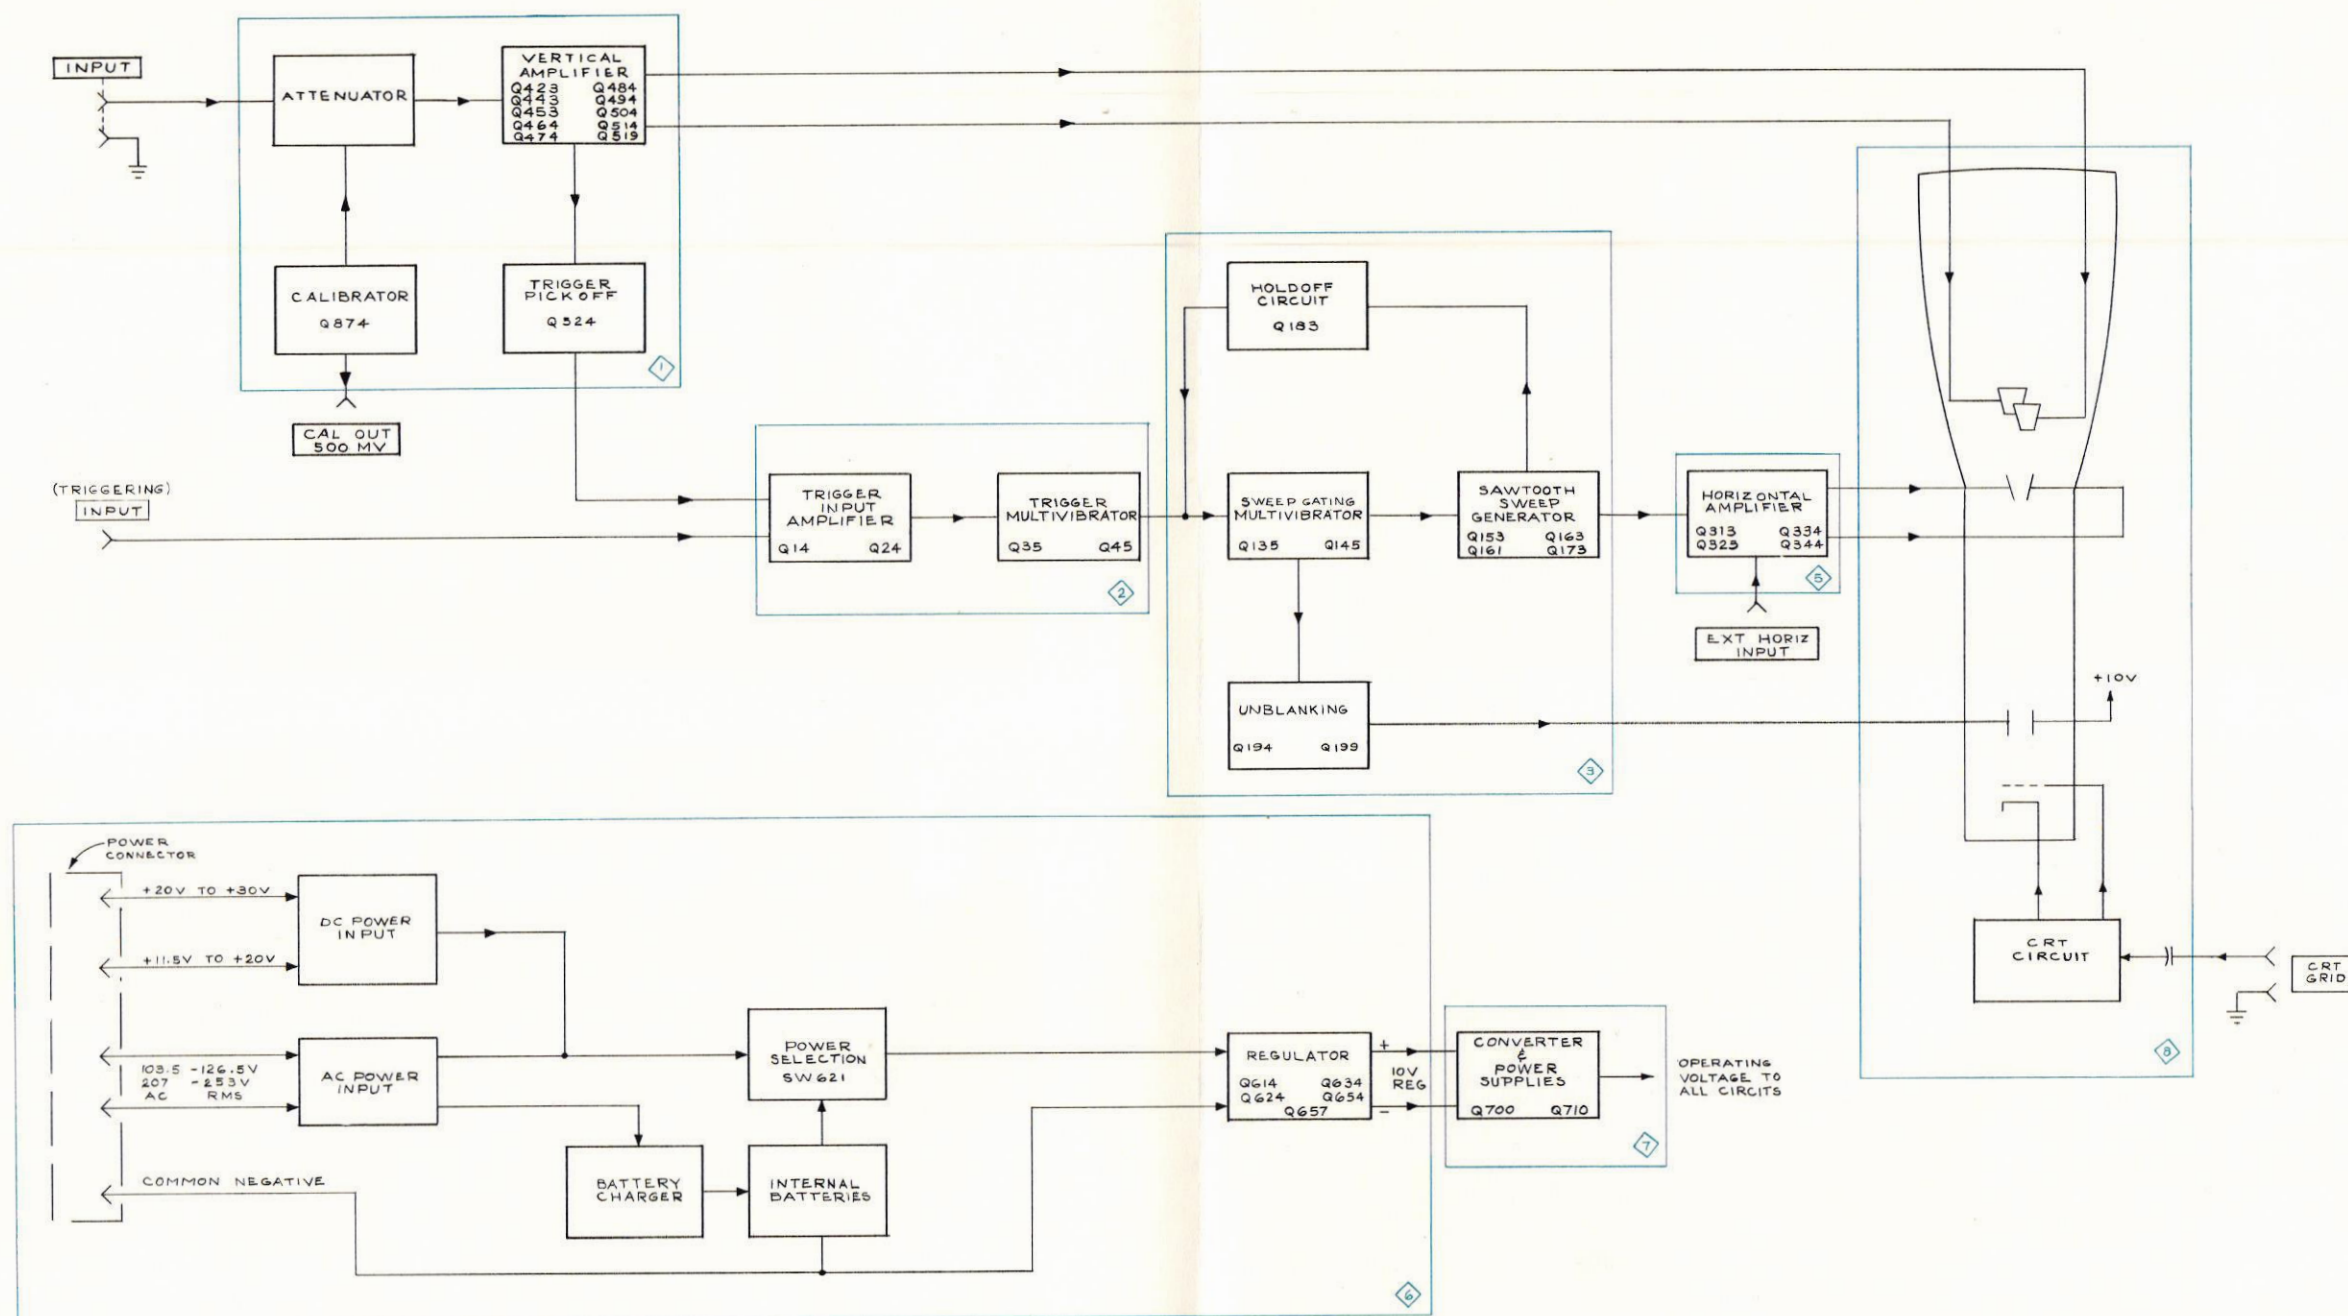 INPUT
ATTENUATOR
VERTICAL
AMPLIFIER
Q423 Q484
Q443 Q494
Q453 Q504
Q464 Q514
Q474 Q519
CALIBRATOR
Q874
TRIGGER
PICKOFF
Q524
1
CAL OUT
500 MV
(TRIGGERING)
INPUT
TRIGGER
INPUT
AMPLIFIER
Q14 Q24
TRIGGER
MULTIVIBRATOR
Q35 Q45
2
HOLDOFF
CIRCUIT
Q183
SWEEP GATING
MULTIVIBRATOR
Q135 Q145
SAWTOOTH
SWEEP
GENERATOR
Q153 Q163
Q161 Q173
UNBLANKING
Q194 Q199
3
HORIZONTAL
AMPLIFIER
Q313 Q334
Q323 Q344
5
EXT HORIZ
INPUT
+10V
CRT
CIRCUIT
CRT
GRID
8
POWER
CONNECTOR
+20V TO +30V
+11.5V TO +20V
DC POWER
INPUT
103.5 -126.5V
207 -253V
AC RMS
AC POWER
INPUT
COMMON NEGATIVE
BATTERY
CHARGER
POWER
SELECTION
SW621
INTERNAL
BATTERIES
REGULATOR
Q614 Q634
Q624 Q654
Q657
6
+
10V
REG
-
CONVERTER
&
POWER
SUPPLIES
Q700 Q710
7
OPERATING
VOLTAGE TO
ALL CIRCITS